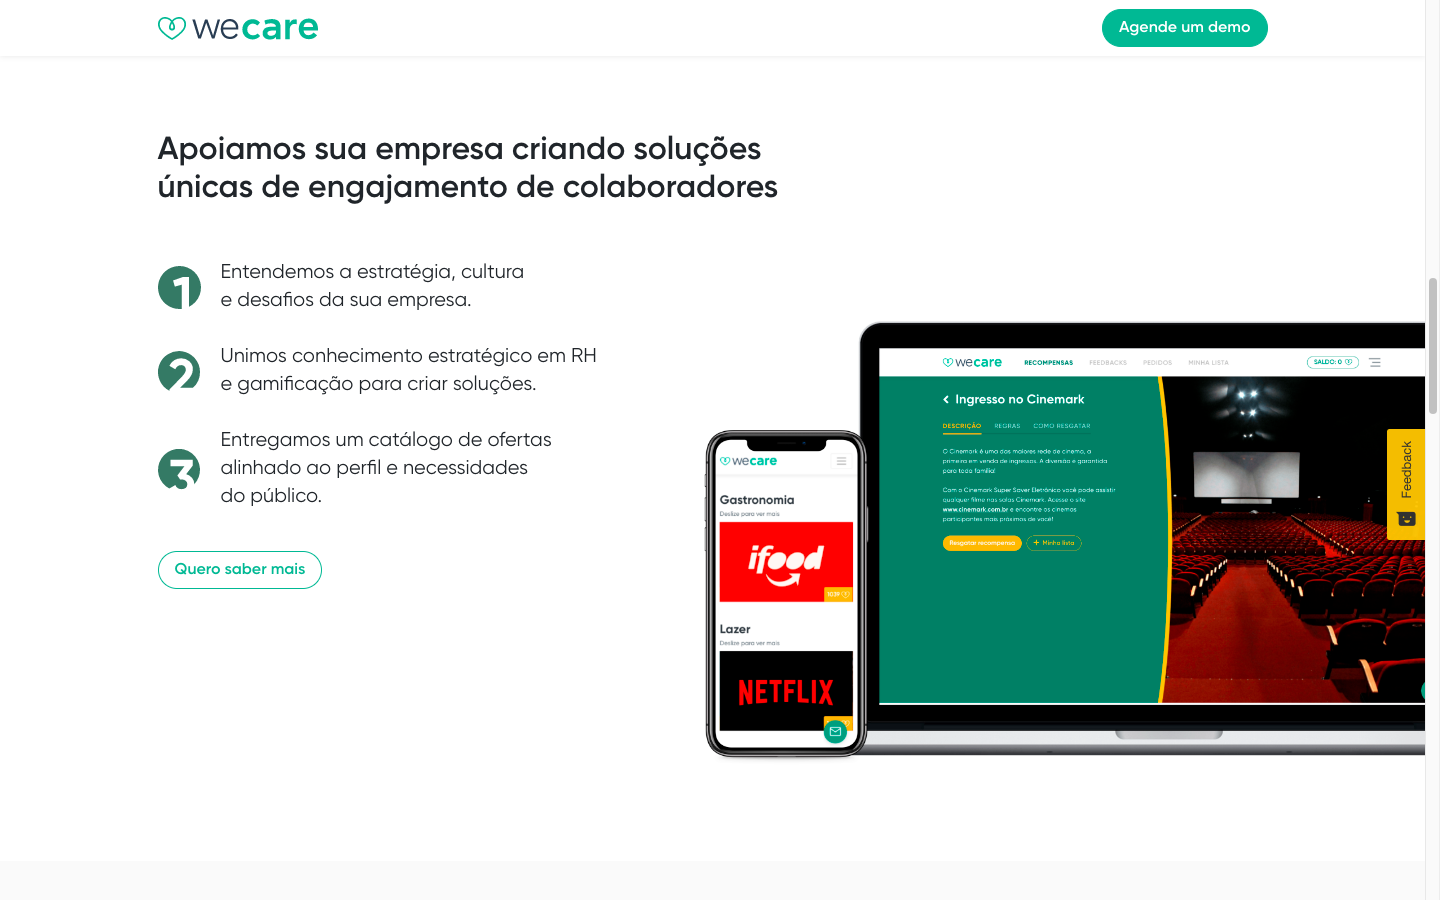 wecare
Agende um demo
Apoiamos sua empresa criando soluções
únicas de engajamento de colaboradores
1
Entendemos a estratégia, cultura
e desafios da sua empresa.
2
Unimos conhecimento estratégico em RH
e gamificação para criar soluções.
3
Entregamos um catálogo de ofertas
alinhado ao perfil e necessidades
do público.
Quero saber mais
wecare
Gastronomia
Deslize para ver mais
ifood
1039
Lazer
Deslize para ver mais
NETFLIX
wecare
RECOMPENSAS
FEEDBACKS
PEDIDOS
MINHA LISTA
SALDO: 0
Ingresso no Cinemark
DESCRIÇÃO
REGRAS
COMO RESGATAR
O Cinemark é uma das maiores rede de cinema, a
primeira em venda de ingressos. A diversão é garantida
para toda família!
Com o Cinemark Super Saver Eletrônico você pode assistir
qualquer filme nas salas Cinemark. Acesse o site
www.cinemark.com.br e encontre os cinemas
participantes mais próximos de você!
Resgatar recompensa
Minha lista
Feedback